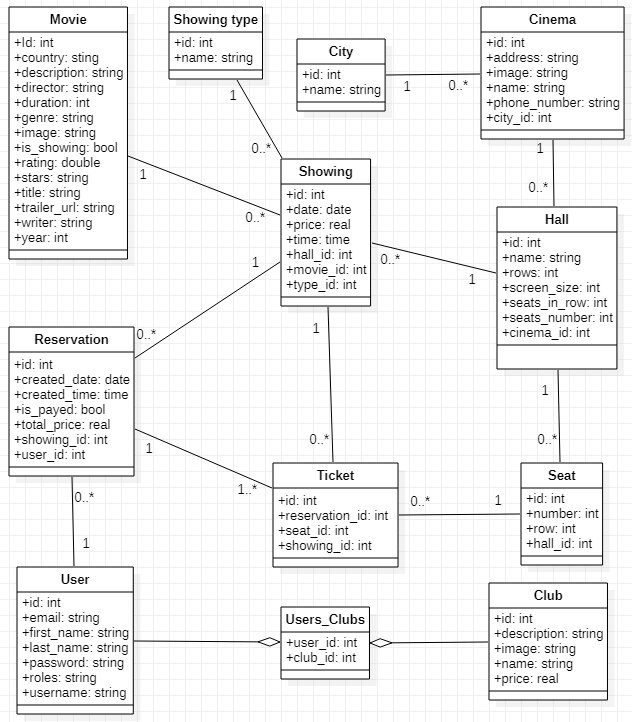 Movie
+Id: int
+country: sting
+description: string
+director: string
+duration: int
+genre: string
+image: string
+is_showing: bool
+rating: double
+stars: string
+title: string
+trailer_url: string
+writer: string
+year: int
Showing type
+id: int
+name: string
City
+id: int
+name: string
Cinema
+id: int
+address: string
+image: string
+name: string
+phone_number: string
+city_id: int
1
0..*
1
0..*
1
0..*
1
0..*
Showing
+id: int
+date: date
+price: real
+time: time
+hall_id: int
+movie_id: int
+type_id: int
Hall
+id: int
+name: string
+rows: int
+screen_size: int
+seats_in_row: int
+seats_number: int
+cinema_id: int
0..*
1
1
0..*
1
0..*
1
0..*
Reservation
+id: int
+created_date: date
+created_time: time
+is_payed: bool
+total_price: real
+showing_id: int
+user_id: int
1
1..*
Ticket
+id: int
+reservation_id: int
+seat_id: int
+showing_id: int
0..*
1
Seat
+id: int
+number: int
+row: int
+hall_id: int
0..*
1
User
+id: int
+email: string
+first_name: string
+last_name: string
+password: string
+roles: string
+username: string
Users_Clubs
+user_id: int
+club_id: int
Club
+id: int
+description: string
+image: string
+name: string
+price: real